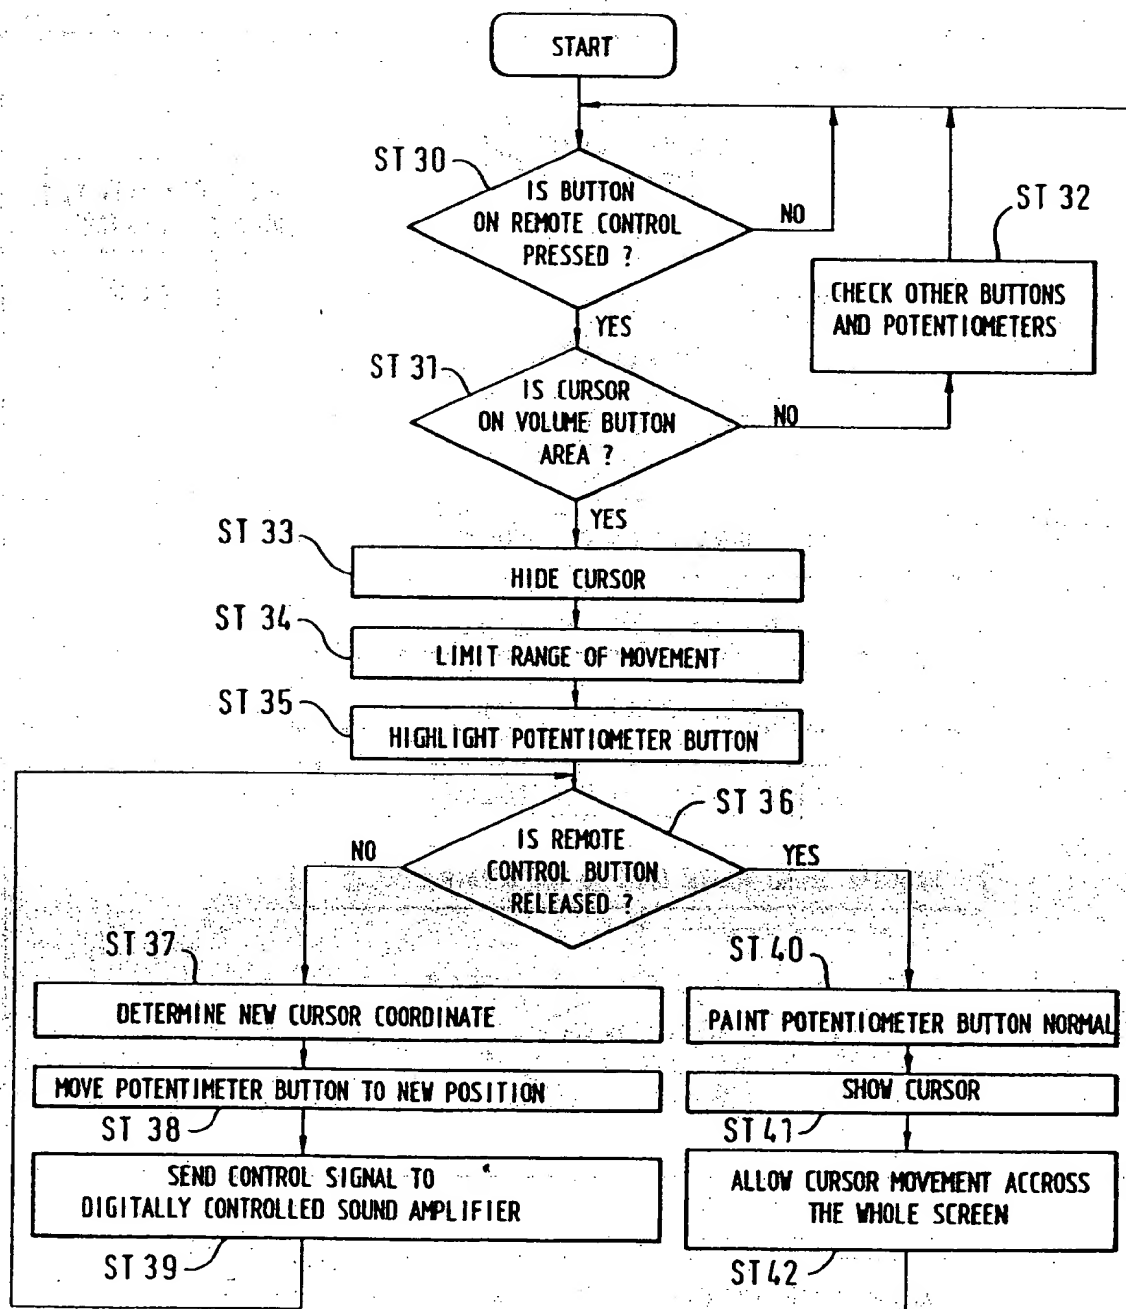 START
ST 30
IS BUTTON
ON REMOTE CONTROL
PRESSED ?
NO
ST 32
CHECK OTHER BUTTONS
AND POTENTIOMETERS
YES
ST 31
IS CURSOR
ON VOLUME BUTTON
AREA ?
NO
YES
ST 33
HIDE CURSOR
ST 34
LIMIT RANGE OF MOVEMENT
ST 35
HIGHLIGHT POTENTIOMETER BUTTON
ST 36
IS REMOTE
CONTROL BUTTON
RELEASED ?
NO
YES
ST 37
DETERMINE NEW CURSOR COORDINATE
MOVE POTENTIMETER BUTTON TO NEW POSITION
ST 38
SEND CONTROL SIGNAL TO
DIGITALLY CONTROLLED SOUND AMPLIFIER
ST 39
ST 40
PAINT POTENTIOMETER BUTTON NORMAL
SHOW CURSOR
ST 41
ALLOW CURSOR MOVEMENT ACCROSS
THE WHOLE SCREEN
ST 42